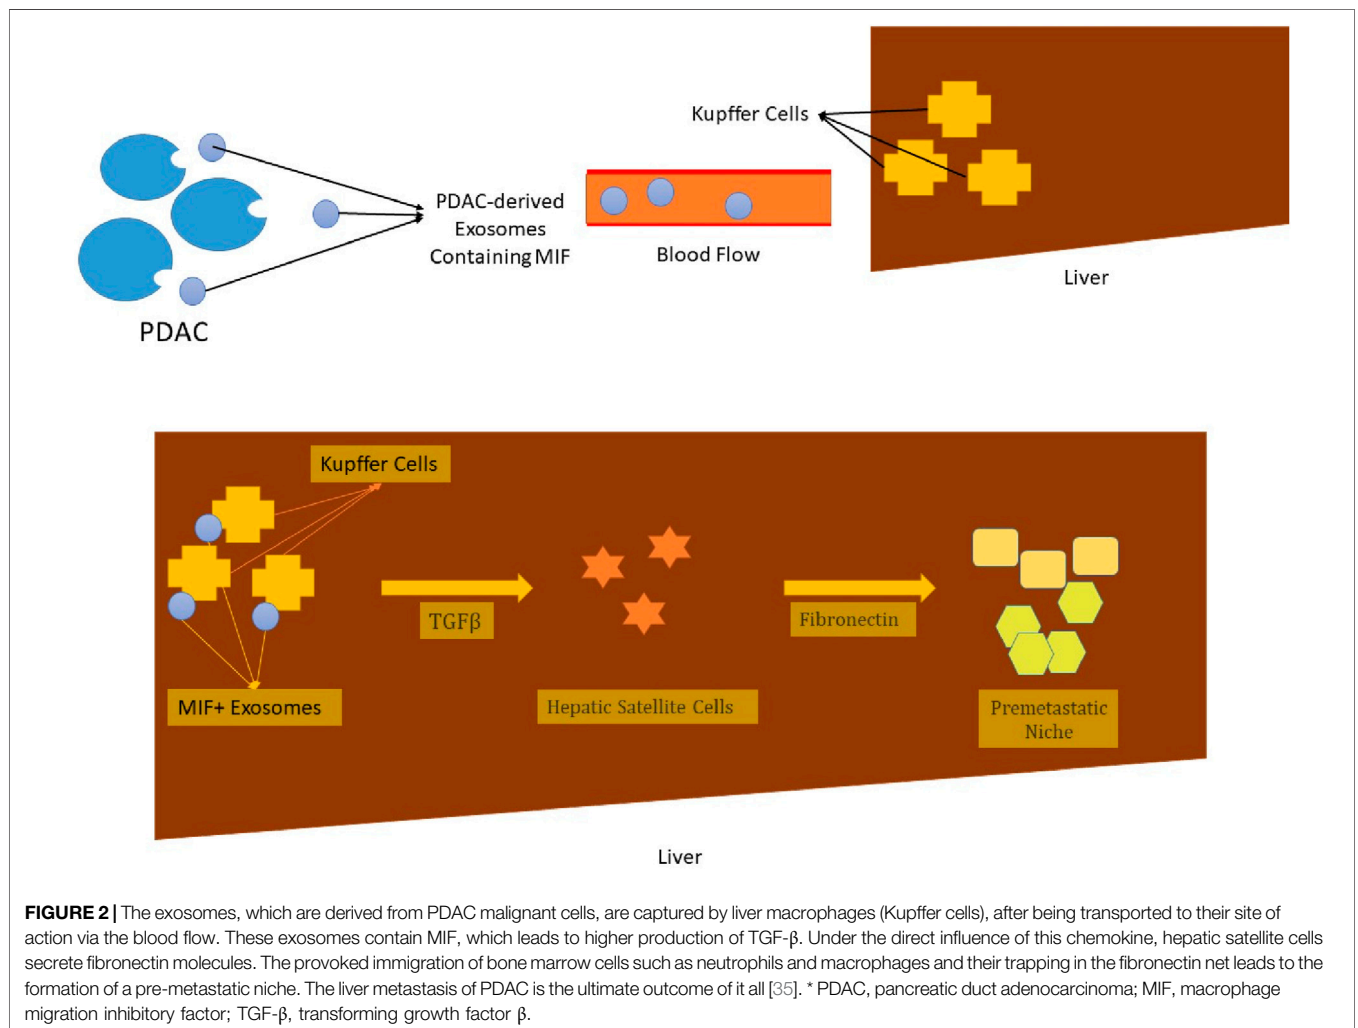 Kupffer Cells
PDAC-derived
Exosomes
Containing MIF
Blood Flow
Liver
PDAC
Kupffer Cells
TGFβ
Fibronectin
MIF+ Exosomes
Hepatic Satellite Cells
Premetastatic
Niche
Liver
FIGURE 2 | The exosomes, which are derived from PDAC malignant cells, are captured by liver macrophages (Kupffer cells), after being transported to their site of
action via the blood flow. These exosomes contain MIF, which leads to higher production of TGF-β. Under the direct influence of this chemokine, hepatic satellite cells
secrete fibronectin molecules. The provoked immigration of bone marrow cells such as neutrophils and macrophages and their trapping in the fibronectin net leads to the
formation of a pre-metastatic niche. The liver metastasis of PDAC is the ultimate outcome of it all [35]. * PDAC, pancreatic duct adenocarcinoma; MIF, macrophage
migration inhibitory factor; TGF-β, transforming growth factor β.